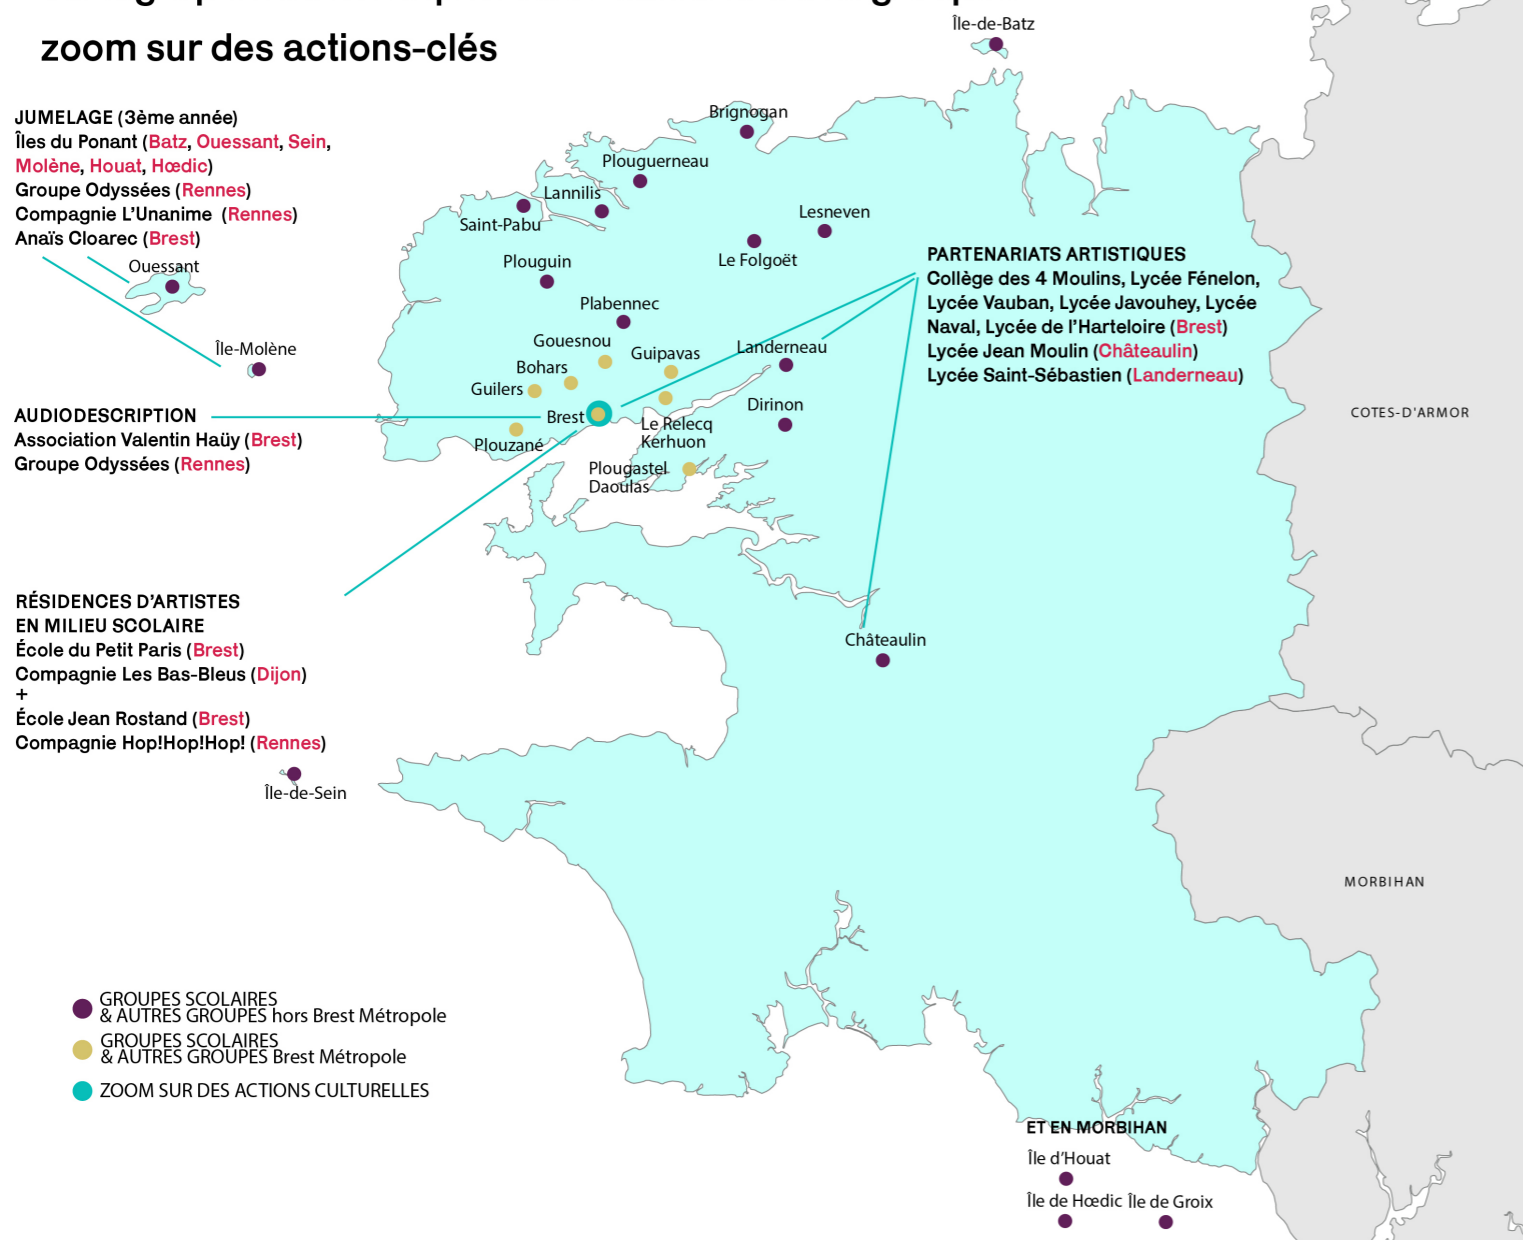 zoom sur des actions-clés
Île-de-Batz
JUMELAGE (3ème année)
Îles du Ponant (Batz, Ouessant, Sein,
Molène, Houat, Hœdic)
Groupe Odyssées (Rennes)
Compagnie L'Unanime (Rennes)
Anaïs Cloarec (Brest)
Ouessant
Île-Molène
Brignogan
Plouguerneau
Lannilis
Saint-Pabu
Lesneven
Le Folgoët
Plouguin
Plabennec
Gouesnou
Guipavas
Bohars
Guilers
Landerneau
Brest
Dirinon
Le Relecq
Kerhuon
Plouzané
Plougastel
Daoulas
PARTENARIATS ARTISTIQUES
Collège des 4 Moulins, Lycée Fénelon,
Lycée Vauban, Lycée Javouhey, Lycée
Naval, Lycée de l'Harteloire (Brest)
Lycée Jean Moulin (Châteaulin)
Lycée Saint-Sébastien (Landerneau)
COTES-D'ARMOR
AUDIODESCRIPTION
Association Valentin Haüy (Brest)
Groupe Odyssées (Rennes)
RÉSIDENCES D'ARTISTES
EN MILIEU SCOLAIRE
École du Petit Paris (Brest)
Compagnie Les Bas-Bleus (Dijon)
+
École Jean Rostand (Brest)
Compagnie Hop!Hop!Hop! (Rennes)
Île-de-Sein
Châteaulin
MORBIHAN
GROUPES SCOLAIRES
& AUTRES GROUPES hors Brest Métropole
GROUPES SCOLAIRES
& AUTRES GROUPES Brest Métropole
ZOOM SUR DES ACTIONS CULTURELLES
ET EN MORBIHAN
Île d'Houat
Île de Hœdic
Île de Groix